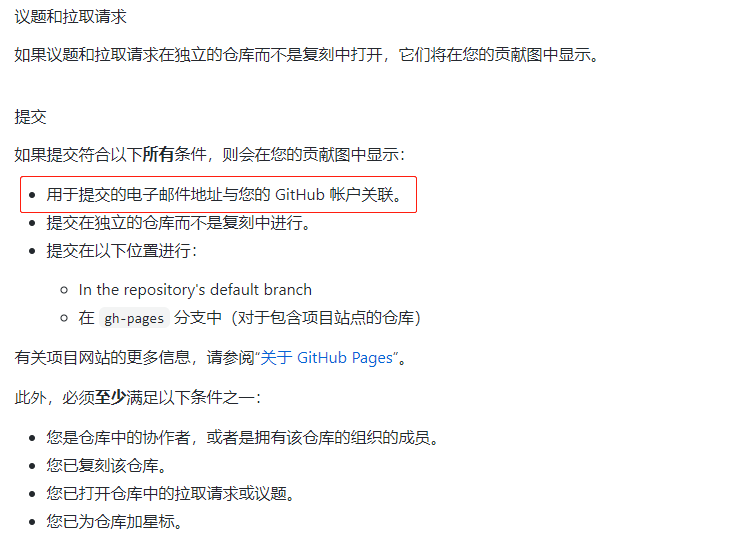 议题和拉取请求
如果议题和拉取请求在独立的仓库而不是复刻中打开，它们将在您的贡献图中显示。
提交
如果提交符合以下所有条件，则会在您的贡献图中显示：
用于提交的电子邮件地址与您的 GitHub 帐户关联。
提交在独立的仓库而不是复刻中进行。
提交在以下位置进行：
In the repository's default branch
在 gh-pages 分支中（对于包含项目站点的仓库）
有关项目网站的更多信息，请参阅“关于 GitHub Pages”。
此外，必须至少满足以下条件之一：
您是仓库中的协作者，或者是拥有该仓库的组织的成员。
您已复刻该仓库。
您已打开仓库中的拉取请求或议题。
您已为仓库加星标。